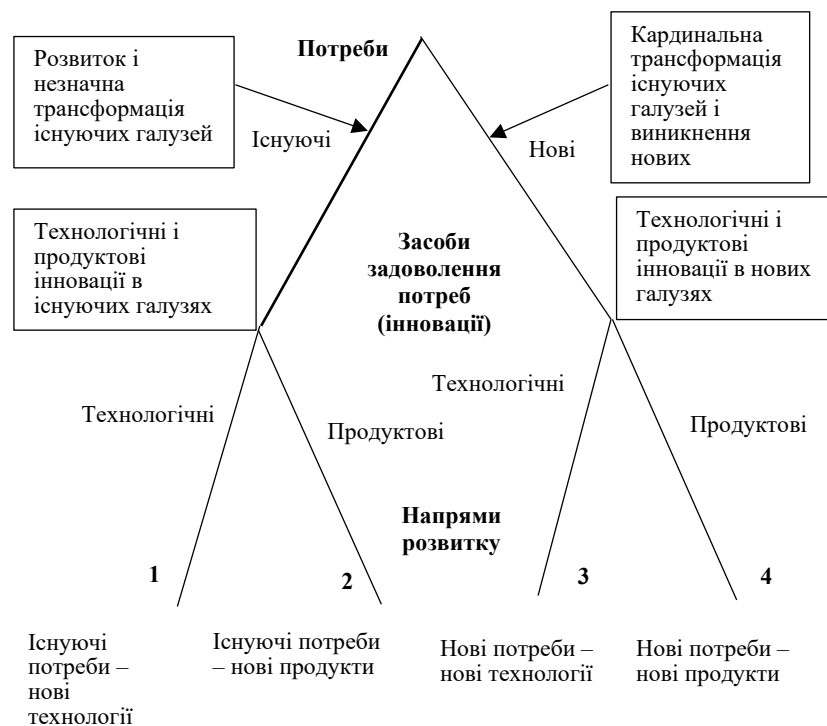 Потреби
Розвиток і
незначна
трансформація
існуючих галузей
Кардинальна
трансформація
існуючих
галузей і
виникнення
нових
Існуючі
Нові
Технологічні і
продуктові
інновації в
існуючих галузях
Засоби
задоволення
потреб
(інновації)
Технологічні і
продуктові
інновації в нових
галузях
Технологічні
Продуктові
Технологічні
Продуктові
Напрями
розвитку
1
2
3
4
Існуючі
потреби –
нові
технології
Існуючі потреби
– нові продукти
Нові потреби –
нові технології
Нові потреби –
нові продукти